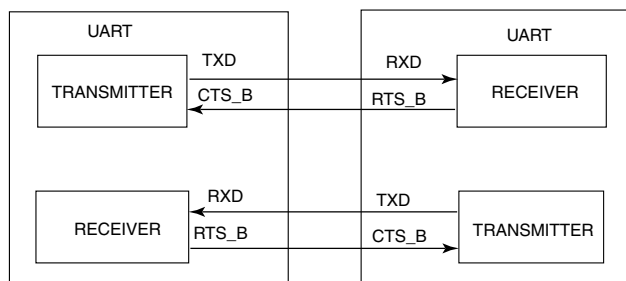 UART
UART
TXD
RXD
TRANSMITTER
CTS_B
RTS_B
RECEIVER
RXD
TXD
RECEIVER
RTS_B
CTS_B
TRANSMITTER